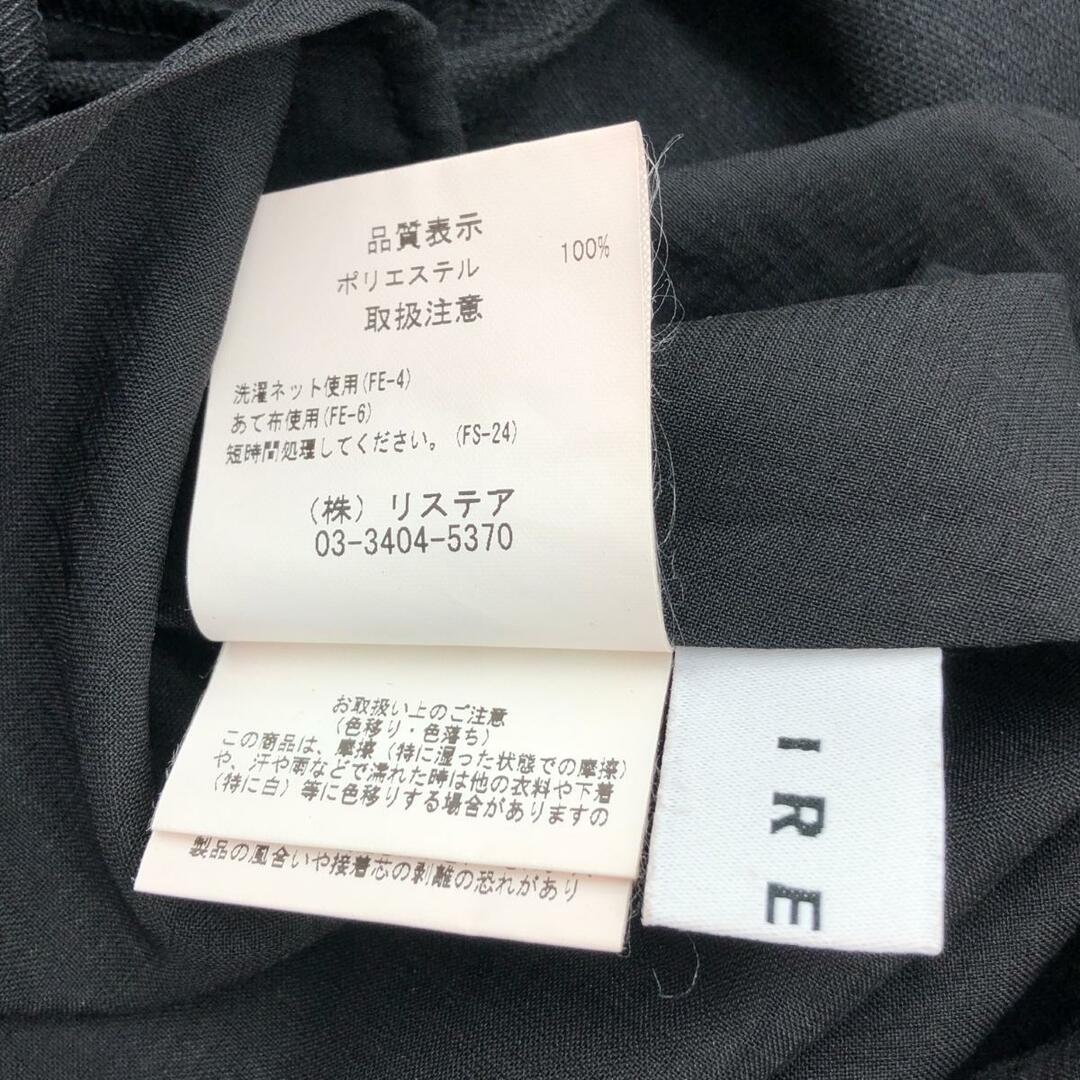 品質表示
ポリエステル 100%
取扱注意
洗濯ネット使用(FE-4)
あて布使用(FE-6)
短時間処理してください。(FS-24)
(株) リステア
03-3404-5370
お取扱い上のご注意
(色移り・色落ち)
この商品は、摩擦(特に湿った状態での摩擦)
や、汗や雨などで濡れた時は他の衣料や下着
(特に白)等に色移りする場合がありますの
製品の風合いや接着芯の剥離の恐れがあり
IRE